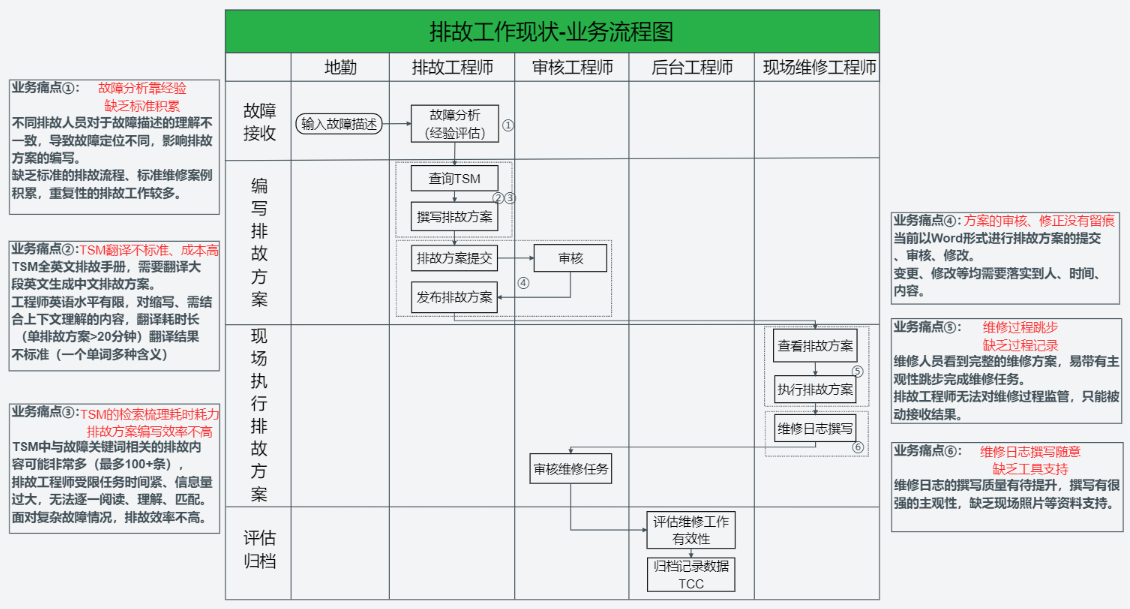 排故工作现状-业务流程图
地勤
排故工程师
审核工程师
后台工程师
现场维修工程师
故障
接收
输入故障描述
故障分析
(经验评估)
①
编
写
排
故
方
案
查询TSM
②③
撰写排故方案
排故方案提交
审核
④
发布排故方案
现
场
执
行
排
故
方
案
查看排故方案
⑤
执行排故方案
维修日志撰写
⑥
审核维修任务
评估
归档
评估维修工作
有效性
归档记录数据
TCC
业务痛点①：
故障分析靠经验
缺乏标准积累
不同排故人员对于故障描述的理解不
一致，导致故障定位不同，影响排故
方案的编写。
缺乏标准的排故流程、标准维修案例
积累，重复性的排故工作较多。
业务痛点②:TSM翻译不标准、成本高
TSM全英文排故手册，需要翻译大
段英文生成中文排故方案。
工程师英语水平有限，对缩写、需结
合上下文理解的内容，翻译耗时长
（单排故方案>20分钟）翻译结果
不标准（一个单词多种含义）
业务痛点③:TSM的检索梳理耗时耗力
排故方案编写效率不高
TSM中与故障关键词相关的排故内
容可能非常多（最多100+条），
排故工程师受限任务时间紧、信息量
过大，无法逐一阅读、理解、匹配。
面对复杂故障情况，排故效率不高。
业务痛点④: 方案的审核、修正没有留痕
当前以Word形式进行排故方案的提交
、审核、修改。
变更、修改等均需要落实到人、时间、
内容。
业务痛点⑤：
维修过程跳步
缺乏过程记录
维修人员看到完整的维修方案，易带有主
观性跳步完成维修任务。
排故工程师无法对维修过程监管，只能被
动接收结果。
业务痛点⑥：
维修日志撰写随意
缺乏工具支持
维修日志的撰写质量有待提升，撰写有很
强的主观性，缺乏现场照片等资料支持。